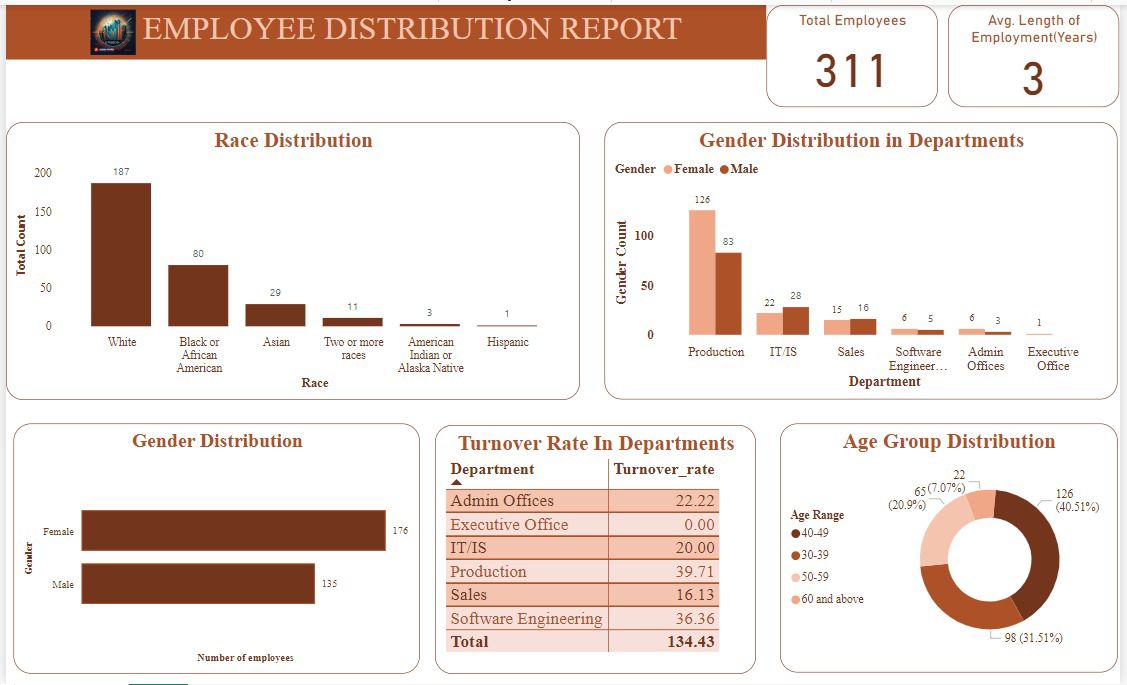 EMPLOYEE DISTRIBUTION REPORT
Total Employees
311
Avg. Length of
Employment(Years)
3
Race Distribution
Total Count
200
150
100
50
0
187
80
29
11
3
1
White
Black or
African
American
Asian
Two or more
races
American
Indian or
Alaska Native
Hispanic
Race
Gender Distribution in Departments
Gender Female Male
Gender Count
100
50
0
126
83
22
28
15
16
6
5
6
3
1
Production
IT/IS
Sales
Software
Engineer...
Admin
Offices
Executive
Office
Department
Gender Distribution
Gender
Female 176
Male 135
Number of employees
Turnover Rate In Departments
Department Turnover_rate
Admin Offices 22.22
Executive Office 0.00
IT/IS 20.00
Production 39.71
Sales 16.13
Software Engineering 36.36
Total 134.43
Age Group Distribution
Age Range
40-49
30-39
50-59
60 and above
22
(7.07%)
65
(20.9%)
126
(40.51%)
98 (31.51%)